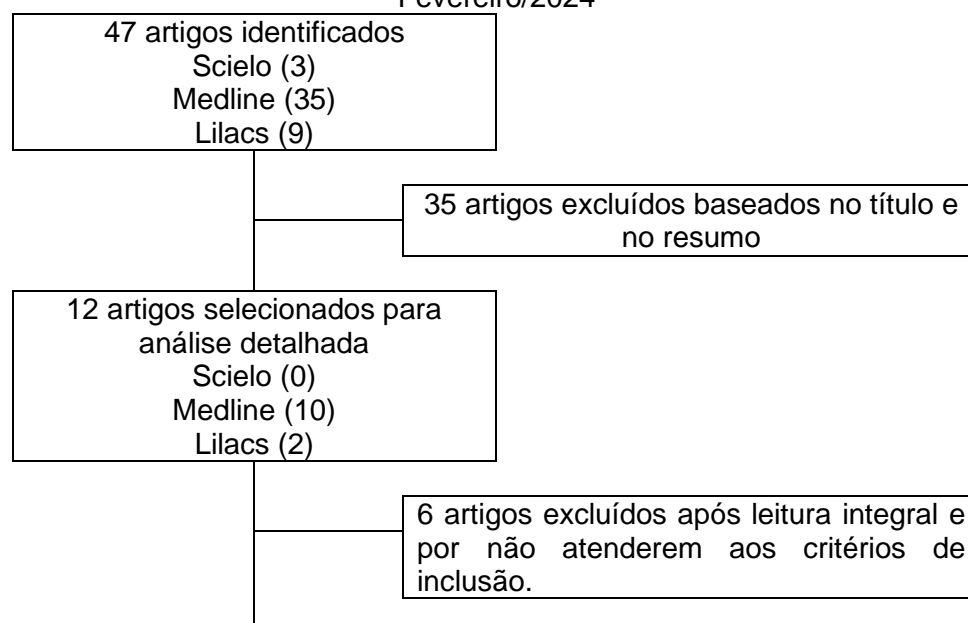 Fevereiro/2024
47 artigos identificados
Scielo (3)
Medline (35)
Lilacs (9)
35 artigos excluídos baseados no título e
no resumo
12 artigos selecionados para
análise detalhada
Scielo (0)
Medline (10)
Lilacs (2)
6 artigos excluídos após leitura integral e
por não atenderem aos critérios de
inclusão.